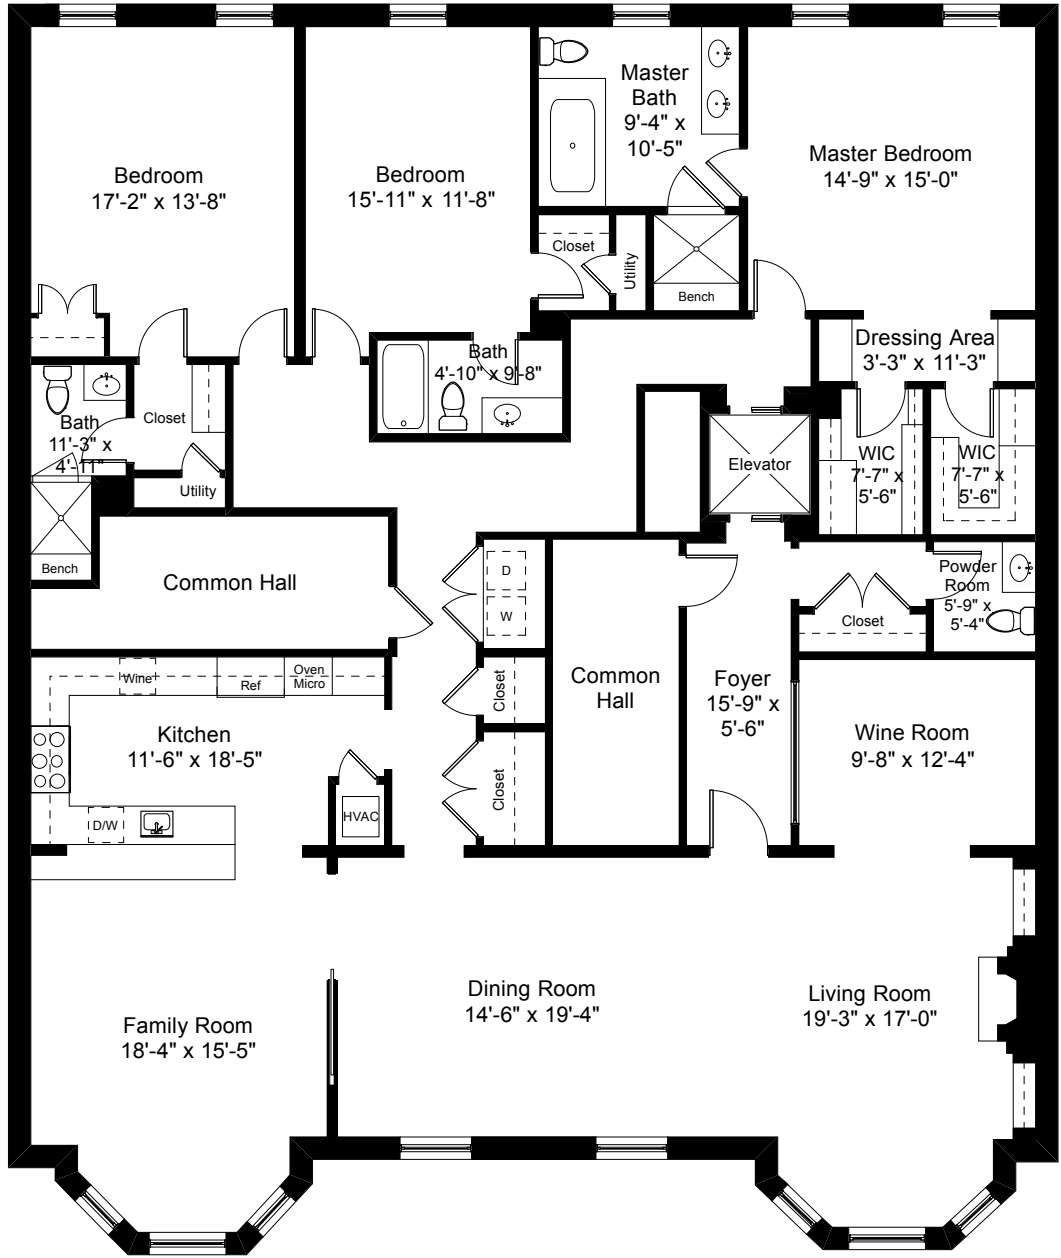 Master
Bath
9'-4" x
10'-5"
Bedroom
17'-2" x 13'-8"
Bedroom
15'-11" x 11'-8"
Master Bedroom
14'-9" x 15'-0"
Closet
Utility
Bench
Dressing Area
3'-3" x 11'-3"
Bath
4'-10" x 9'-8"
Closet
Bath
11'-3" x
4'-11"
Utility
Elevator
WIC
7'-7" x
5'-6"
WIC
7'-7" x
5'-6"
Bench
Common Hall
D
W
Powder
Room
5'-9" x
5'-4"
Closet
Wine
Ref
Oven
Micro
Closet
Common
Hall
Foyer
15'-9" x
5'-6"
Kitchen
11'-6" x 18'-5"
Wine Room
9'-8" x 12'-4"
Closet
HVAC
D/W
Dining Room
14'-6" x 19'-4"
Living Room
19'-3" x 17'-0"
Family Room
18'-4" x 15'-5"